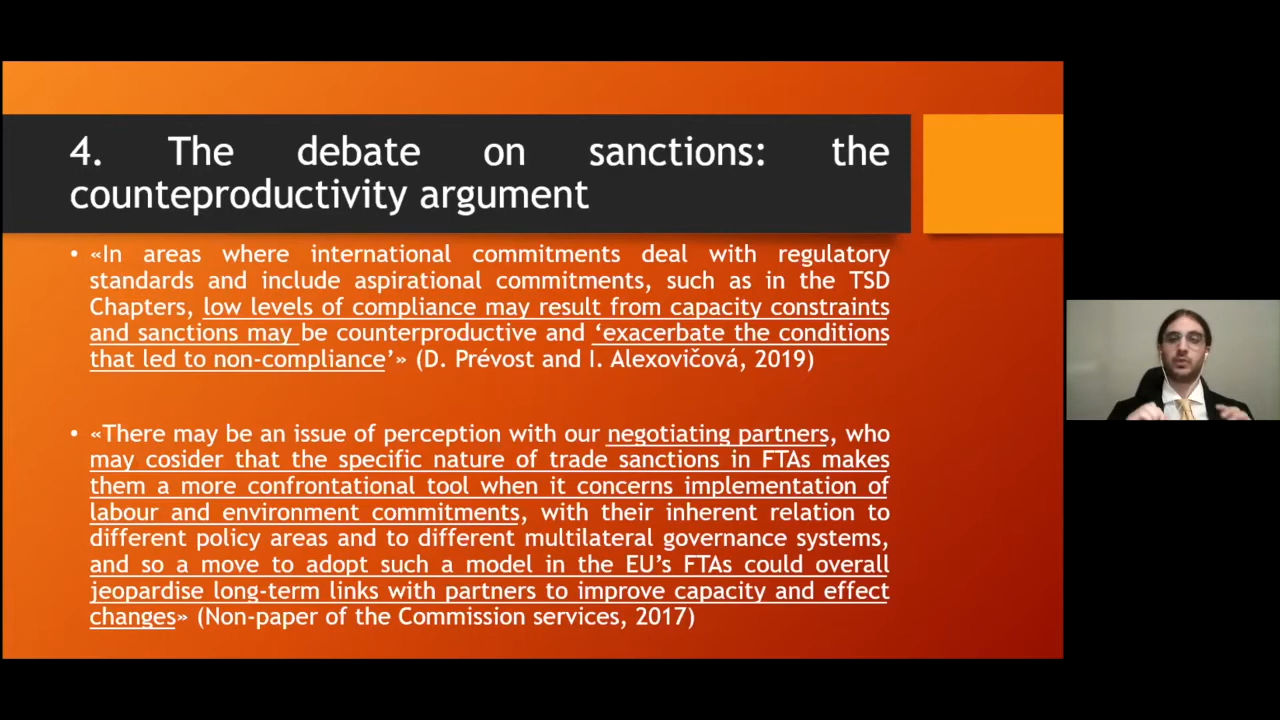 4. The debate on sanctions: the
counteproductivity argument
• «In areas where international commitments deal with regulatory
standards and include aspirational commitments, such as in the TSD
Chapters, low levels of compliance may result from capacity constraints
and sanctions may be counterproductive and ‘exacerbate the conditions
that led to non-compliance’» (D. Prévost and I. Alexovičová, 2019)
• «There may be an issue of perception with our negotiating partners, who
may cosider that the specific nature of trade sanctions in FTAs makes
them a more confrontational tool when it concerns implementation of
labour and environment commitments, with their inherent relation to
different policy areas and to different multilateral governance systems,
and so a move to adopt such a model in the EU’s FTAs could overall
jeopardise long-term links with partners to improve capacity and effect
changes» (Non-paper of the Commission services, 2017)